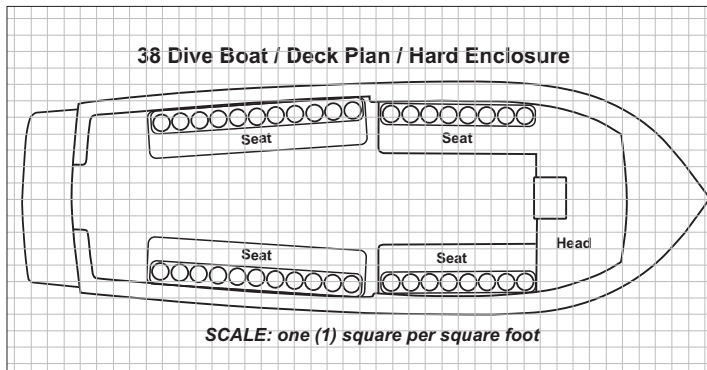 38 Dive Boat / Deck Plan / Hard Enclosure
Seat
Seat
Seat
Seat
Head
SCALE: one (1) square per square foot